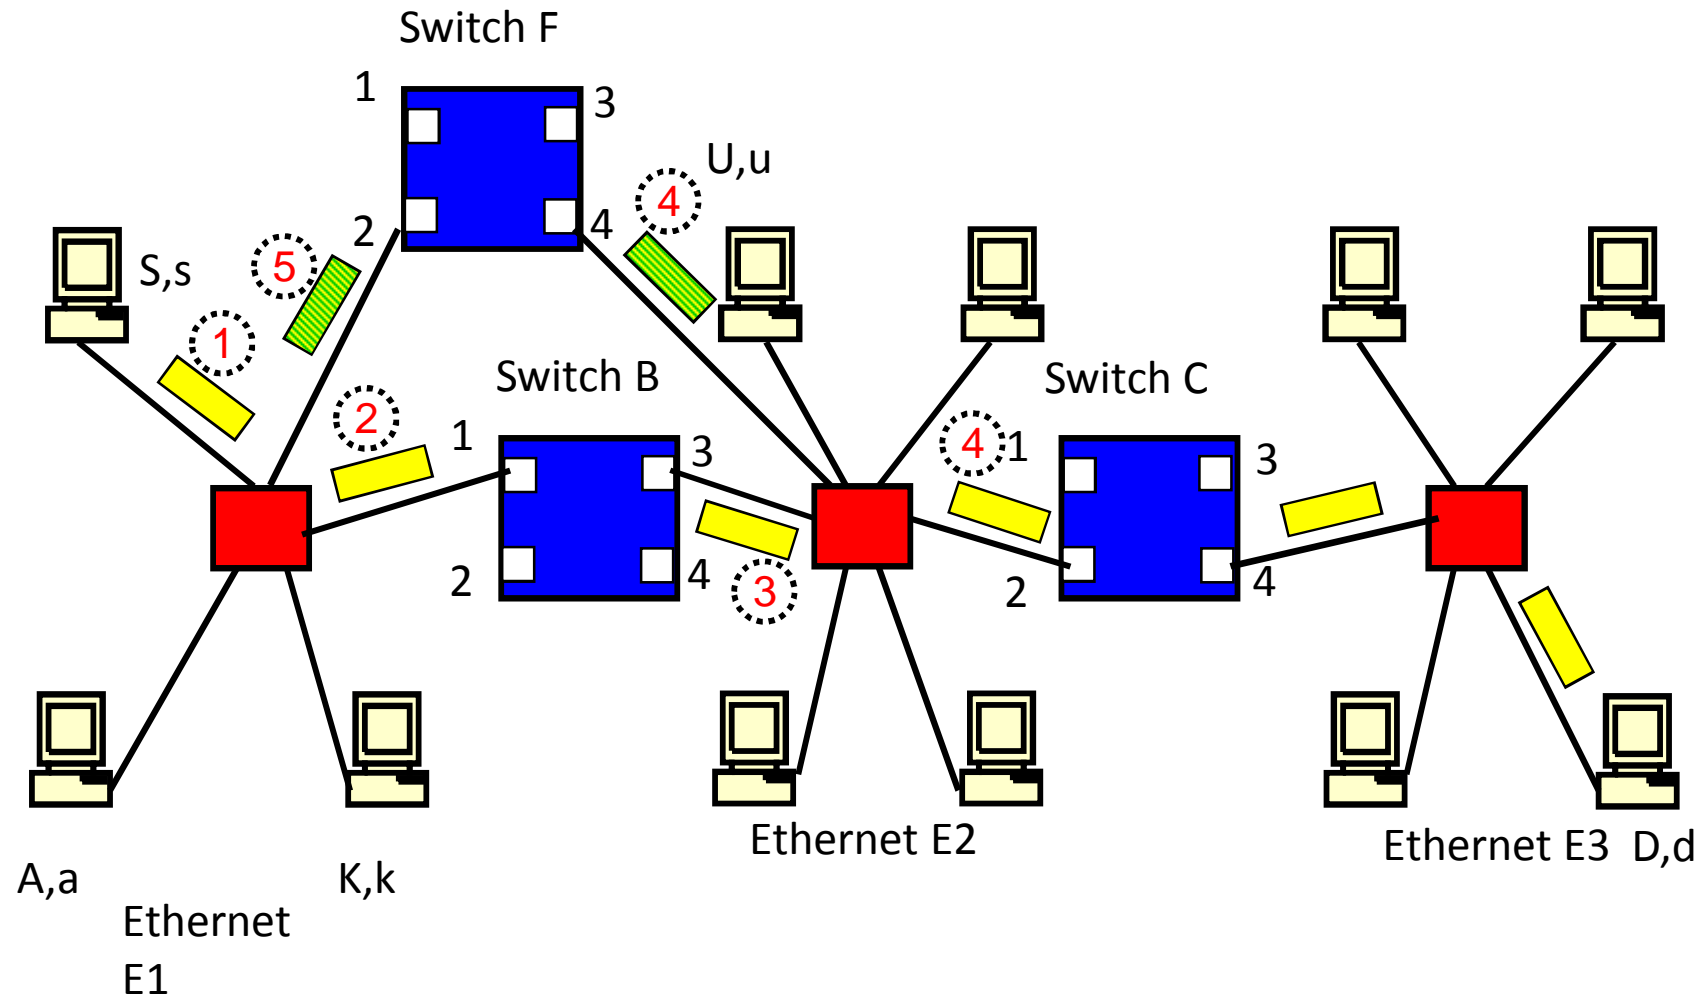 Switch F
1
3
U,u
4
2
4
5
S,s
1
Switch B
Switch C
2
1
3
4
1
3
2
4
3
2
4
Ethernet E2
Ethernet E3 D,d
A,a
K,k
Ethernet
E1